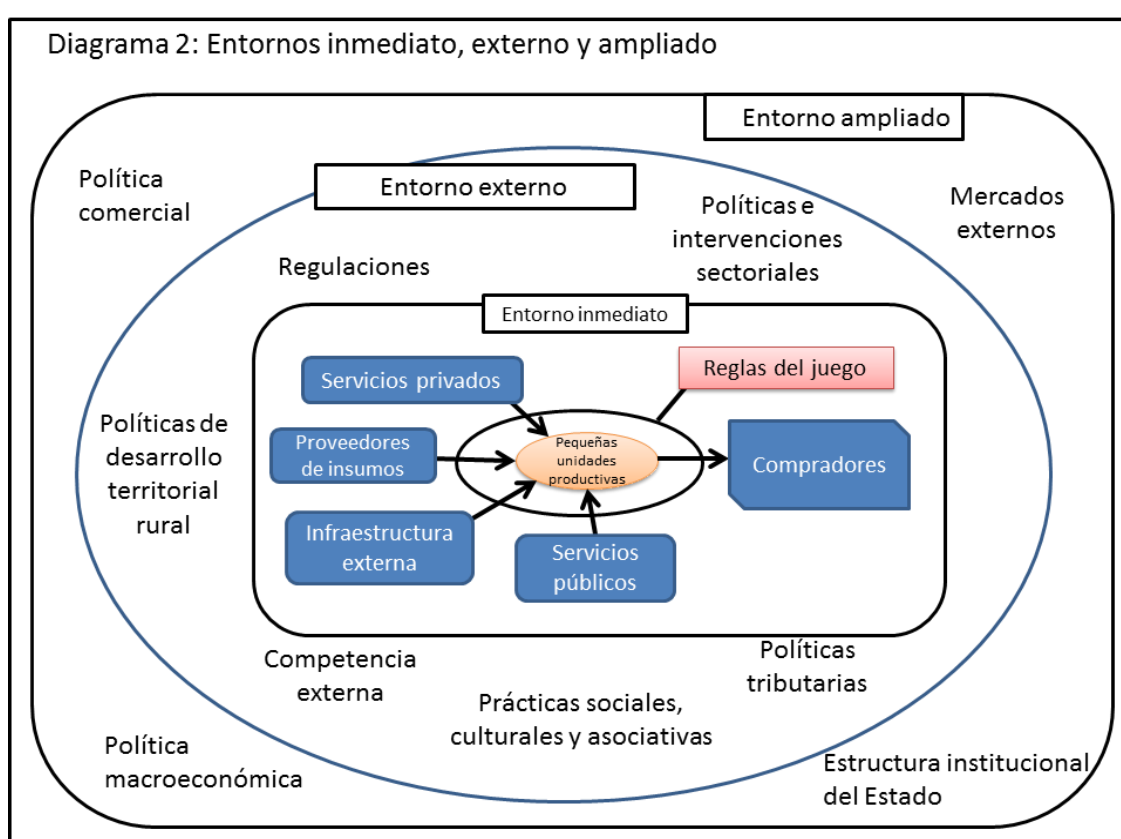 Diagrama 2: Entornos inmediato, externo y ampliado
Entorno ampliado
Política
comercial
Entorno externo
Mercados
externos
Políticas e
intervenciones
sectoriales
Regulaciones
Entorno inmediato
Servicios privados
Reglas del juego
Políticas de
desarrollo
territorial
rural
Proveedores
de insumos
Pequeñas
unidades
productivas
Compradores
Infraestructura
externa
Servicios
públicos
Competencia
externa
Políticas
tributarias
Prácticas sociales,
culturales y asociativas
Política
macroeconómica
Estructura institucional
del Estado